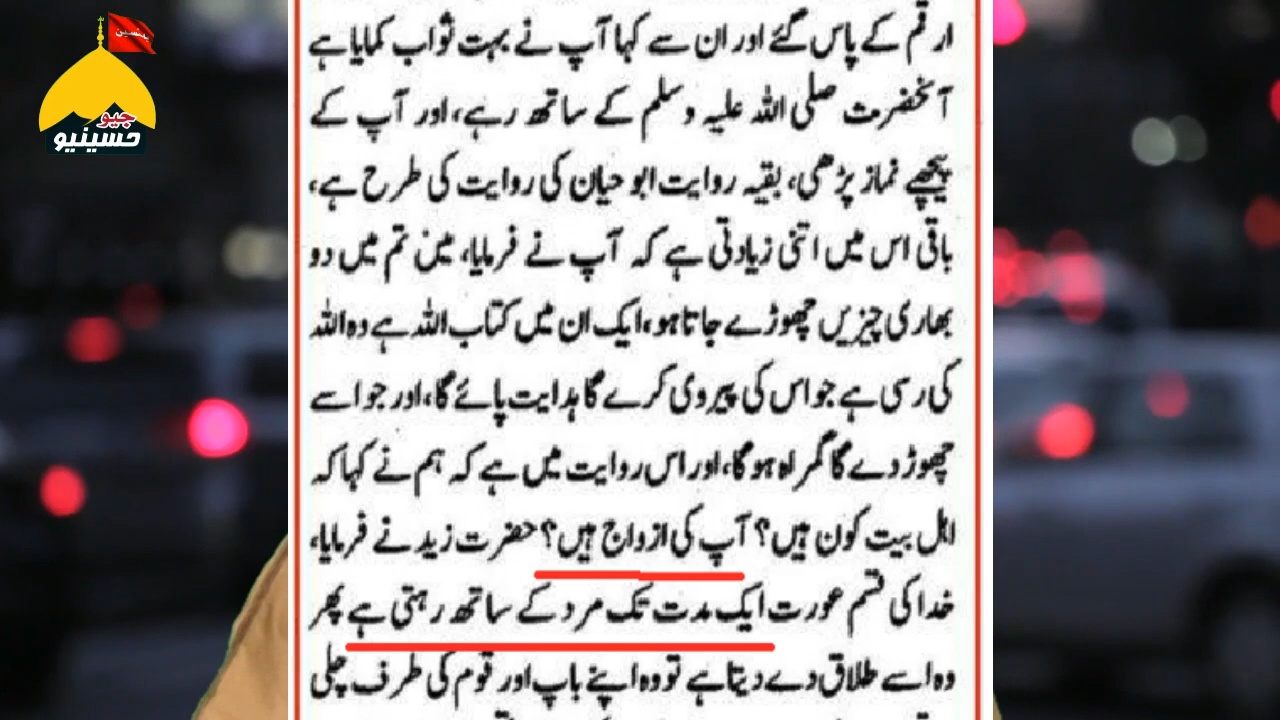 جیو
حسینیو
ارقم کے پاس گئے اور ان سے کہا آپ نے بہت ثواب کمایا ہے
آنحضرت صلی اللہ علیہ وسلم کے ساتھ رہے، اور آپ کے
پیچھے نماز پڑھی، بقیہ روایت ابو حیان کی روایت کی طرح ہے،
باقی اس میں اتنی زیادتی ہے کہ آپ نے فرمایا، میں تم میں دو
بھاری چیزیں چھوڑے جاتا ہو، ایک ان میں کتاب اللہ ہے وہ اللہ
کی رسی ہے جو اس کی پیروی کرے گا ہدایت پائے گا، اور جو اسے
چھوڑ دے گا گمراہ ہو گا، اور اس روایت میں ہے کہ ہم نے کہا کہ
اہل بیت کون ہیں؟ آپ کی ازواج ہیں؟ حضرت زید نے فرمایا،
خدا کی قسم عورت ایک مدت تک مرد کے ساتھ رہتی ہے پھر
وہ اسے طلاق دے دیتا ہے تو وہ اپنے باپ اور قوم کی طرف چلی